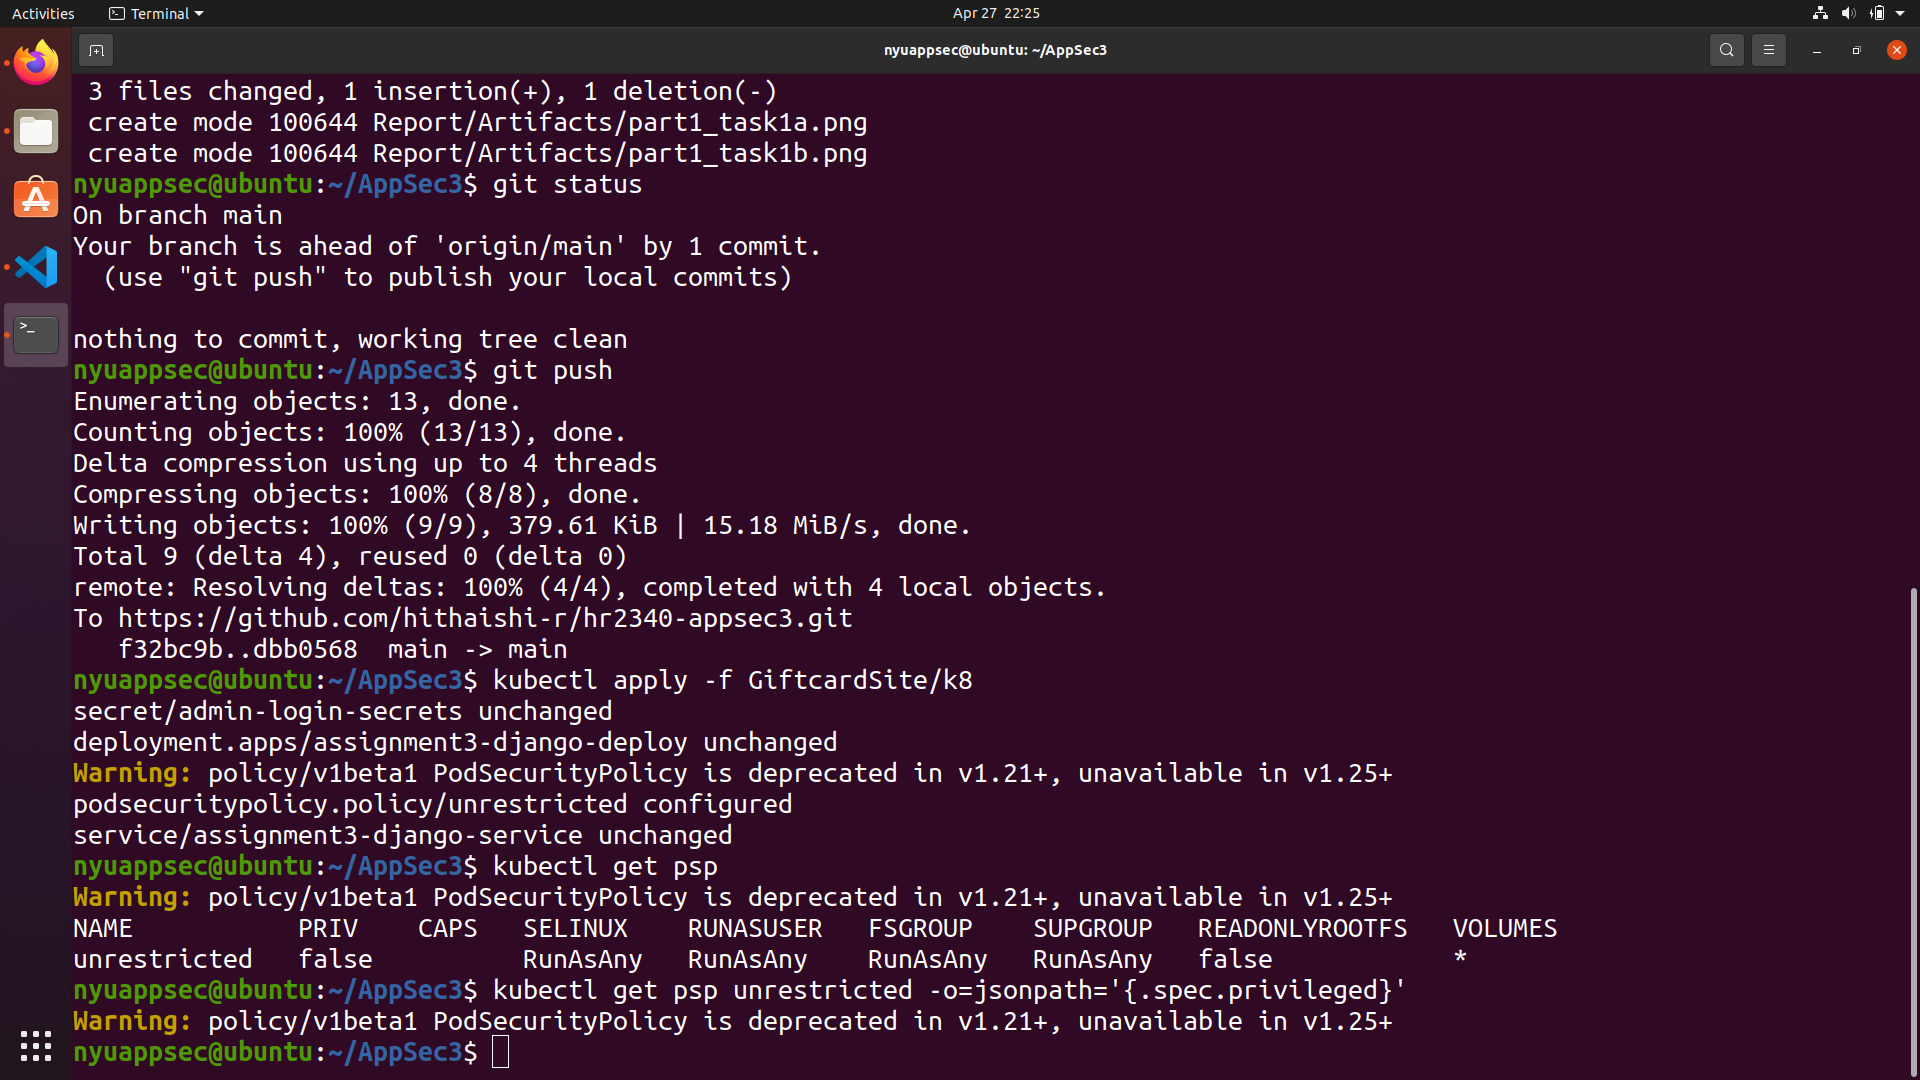 Activities
Terminal
Apr 27 22:25
nyuappsec@ubuntu: ~/AppSec3
3 files changed, 1 insertion(+), 1 deletion(-)
create mode 100644 Report/Artifacts/part1_task1a.png
create mode 100644 Report/Artifacts/part1_task1b.png
nyuappsec@ubuntu:~/AppSec3$ git status
On branch main
Your branch is ahead of 'origin/main' by 1 commit.
(use "git push" to publish your local commits)
nothing to commit, working tree clean
nyuappsec@ubuntu:~/AppSec3$ git push
Enumerating objects: 13, done.
Counting objects: 100% (13/13), done.
Delta compression using up to 4 threads
Compressing objects: 100% (8/8), done.
Writing objects: 100% (9/9), 379.61 KiB | 15.18 MiB/s, done.
Total 9 (delta 4), reused 0 (delta 0)
remote: Resolving deltas: 100% (4/4), completed with 4 local objects.
To https://github.com/hithaishi-r/hr2340-appsec3.git
f32bc9b..dbb0568  main -> main
nyuappsec@ubuntu:~/AppSec3$ kubectl apply -f GiftcardSite/k8
secret/admin-login-secrets unchanged
deployment.apps/assignment3-django-deploy unchanged
Warning: policy/v1beta1 PodSecurityPolicy is deprecated in v1.21+, unavailable in v1.25+
podsecuritypolicy.policy/unrestricted configured
service/assignment3-django-service unchanged
nyuappsec@ubuntu:~/AppSec3$ kubectl get psp
Warning: policy/v1beta1 PodSecurityPolicy is deprecated in v1.21+, unavailable in v1.25+
NAME           PRIV    CAPS   SELINUX    RUNASUSER   FSGROUP    SUPGROUP   READONLYROOTFS   VOLUMES
unrestricted   false          RunAsAny   RunAsAny    RunAsAny   RunAsAny   false            *
nyuappsec@ubuntu:~/AppSec3$ kubectl get psp unrestricted -o=jsonpath='{.spec.privileged}'
Warning: policy/v1beta1 PodSecurityPolicy is deprecated in v1.21+, unavailable in v1.25+
nyuappsec@ubuntu:~/AppSec3$